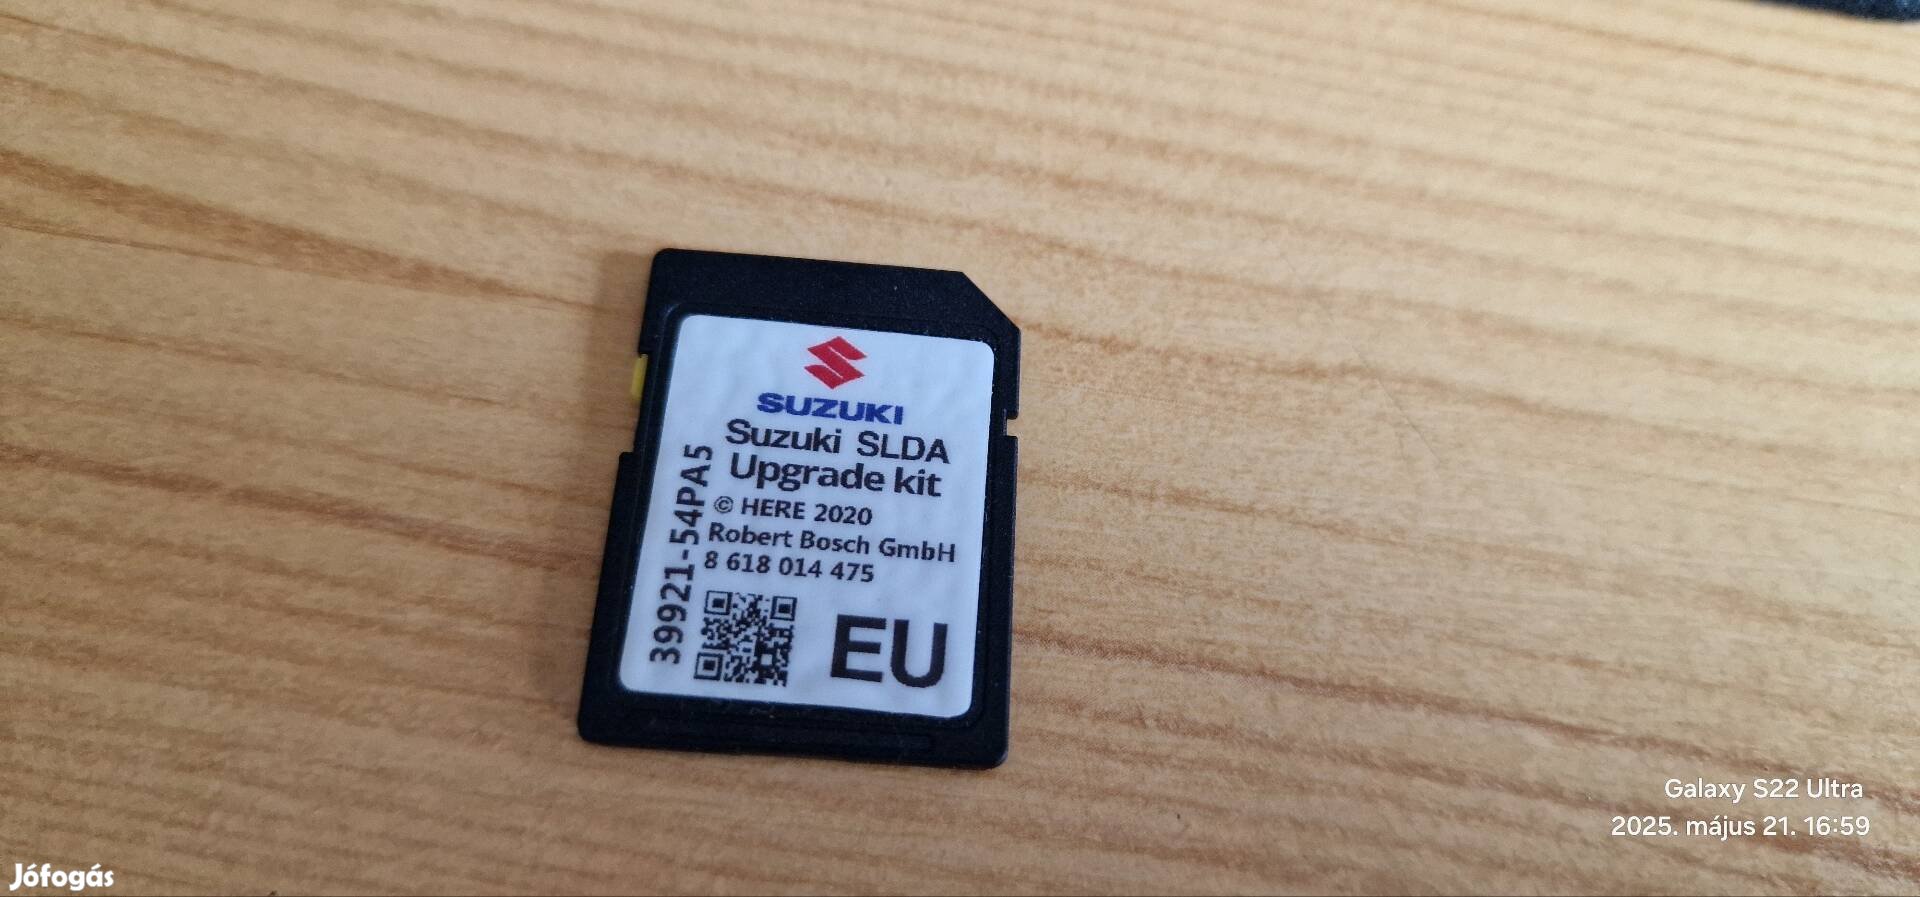 SUZUKI
Suzuki SLDA
Upgrade kit
© HERE 2020
Robert Bosch GmbH
8 618 014 475
39921-54PA5
EU
Galaxy S22 Ultra
2025. május 21. 16:59
Jófogás